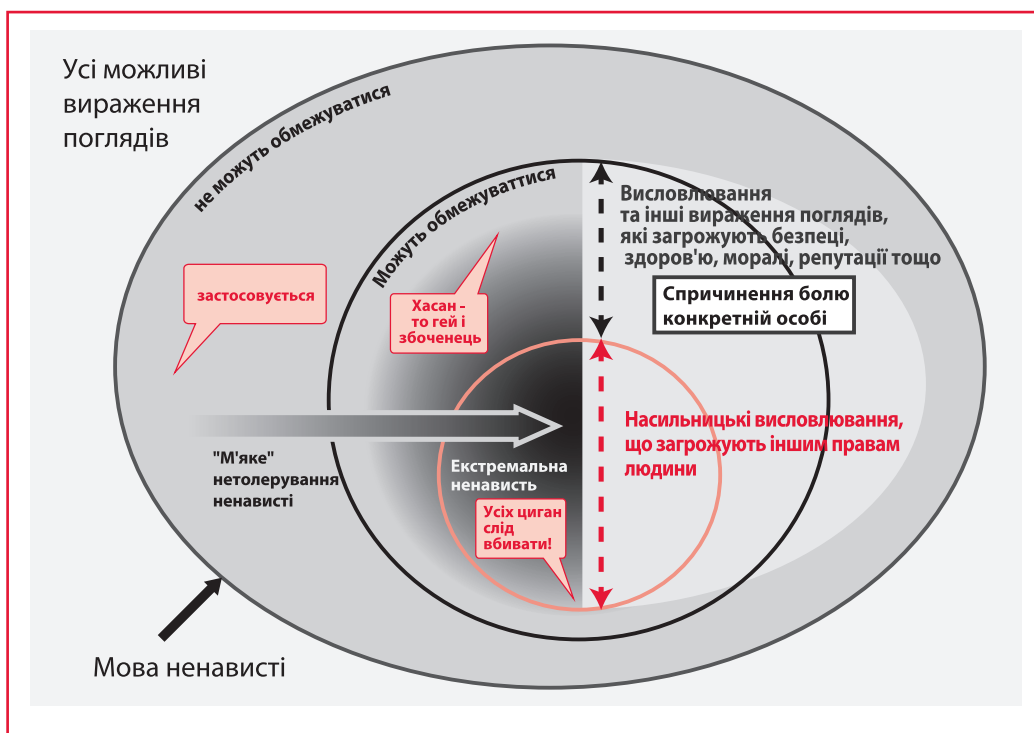 Усі можливі
вираження
поглядів
не можуть обмежуватися
Можуть обмежуваттися
Висловлювання
та інші вираження поглядів,
які загрожують безпеці,
здоров'ю, моралі, репутації тощо
застосовується
Хасан -
то гей і
збоченець
Спричинення болю
конкретній особі
Насильницькі висловлювання,
що загрожують іншим правам
людини
"М'яке"
нетолерування
ненависті
Екстремальна
ненависть
Усіх циган
слід
вбивати!
Мова ненависті